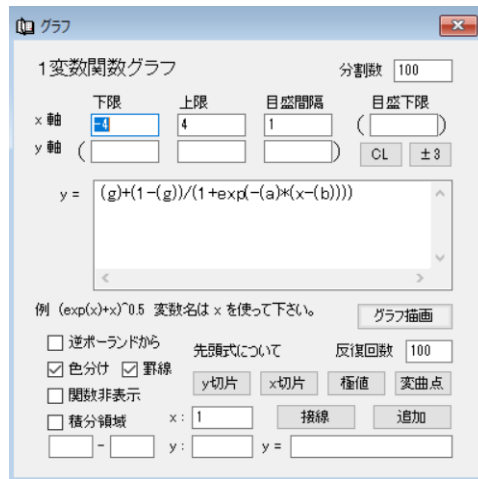 グラフ
1変数関数グラフ 分割数 100
下限 上限 目盛間隔 目盛下限
x 軸 -4 4 1 ( )
y 軸 ( ) CL ±3
y = (g)+(1-(g))/(1+exp(-(a)*(x-(b))))
例 (exp(x)+x)^0.5 変数名は x を使って下さい。 グラフ描画
逆ポーランドから 先頭式について 反復回数 100
色分け 罫線 y切片 x切片 極値 変曲点
関数非表示
積分領域 x : 1 接線 追加
- y : y =